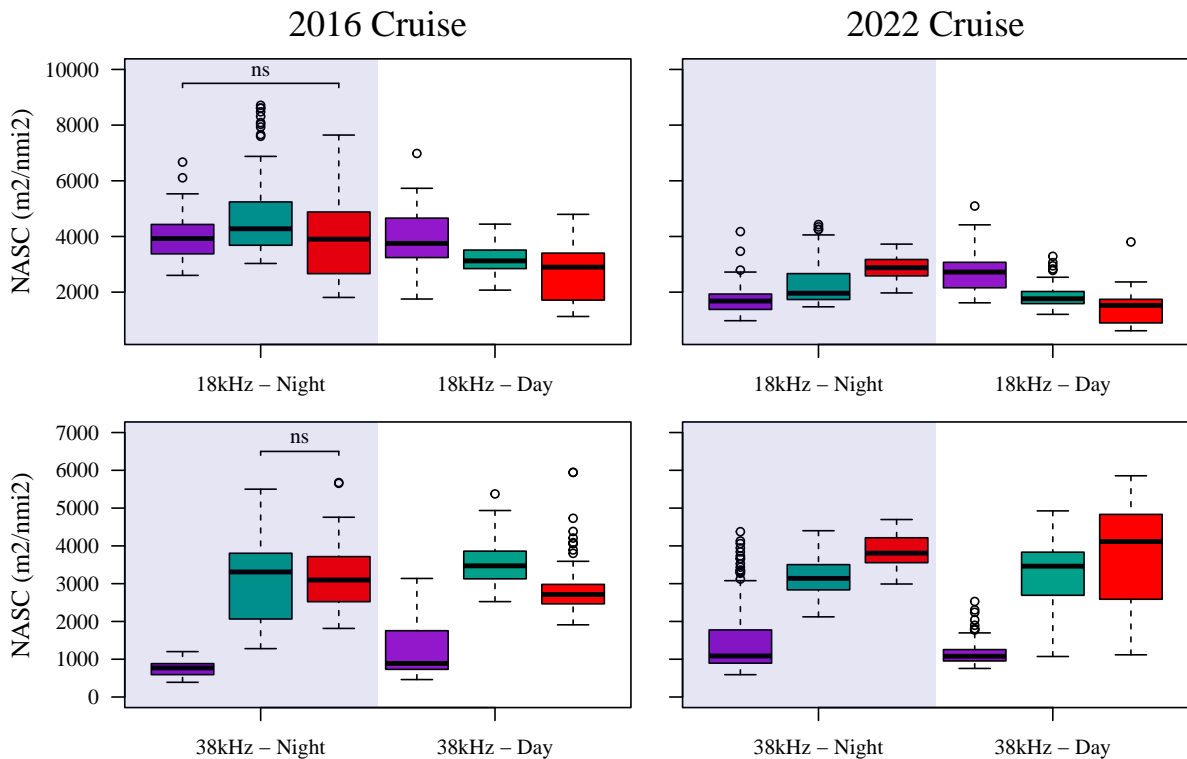 2016 Cruise
2022 Cruise
NASC (m2/nmi2)
10000
8000
6000
4000
2000
ns
18kHz – Night
18kHz – Day
18kHz – Night
18kHz – Day
NASC (m2/nmi2)
7000
6000
5000
4000
3000
2000
1000
0
ns
38kHz – Night
38kHz – Day
38kHz – Night
38kHz – Day